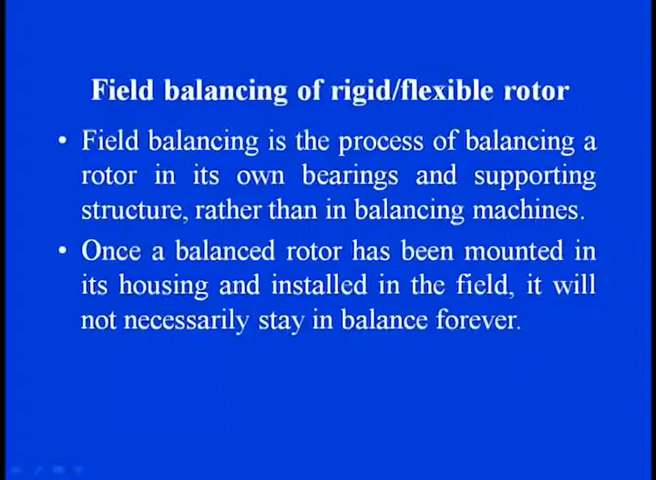 Field balancing of rigid/flexible rotor
• Field balancing is the process of balancing a
rotor in its own bearings and supporting
structure, rather than in balancing machines.
• Once a balanced rotor has been mounted in
its housing and installed in the field, it will
not necessarily stay in balance forever.